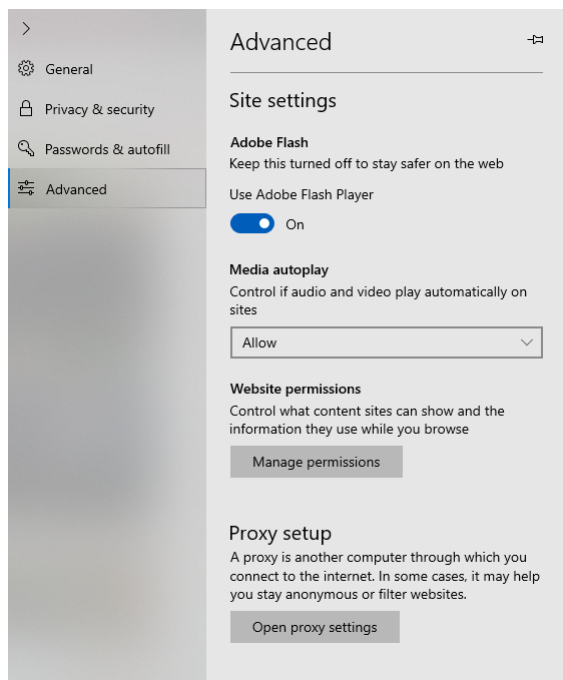 General
Privacy & security
Passwords & autofill
Advanced
Advanced
Site settings
Adobe Flash
Keep this turned off to stay safer on the web
Use Adobe Flash Player
On
Media autoplay
Control if audio and video play automatically on
sites
Allow
Website permissions
Control what content sites can show and the
information they use while you browse
Manage permissions
Proxy setup
A proxy is another computer through which you
connect to the internet. In some cases, it may help
you stay anonymous or filter websites.
Open proxy settings